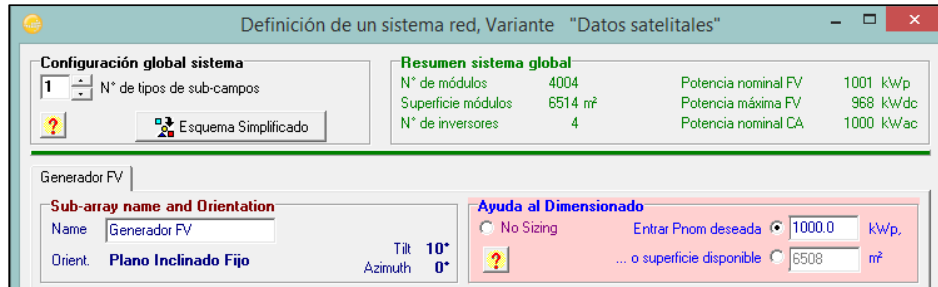 Definición de un sistema red, Variante "Datos satelitales"
Configuración global sistema
1 N° de tipos de sub-campos
? Esquema Simplificado
Resumen sistema global
N° de módulos 4004 Potencia nominal FV 1001 kWp
Superficie módulos 6514 m² Potencia máxima FV 968 kWdc
N° de inversores 4 Potencia nominal CA 1000 kWac
Generador FV
Sub-array name and Orientation
Name Generador FV
Orient. Plano Inclinado Fijo Tilt 10°
Azimuth 0°
Ayuda al Dimensionado
No Sizing Entrar Pnom deseada 1000.0 kWp,
? ... o superficie disponible 6508 m²